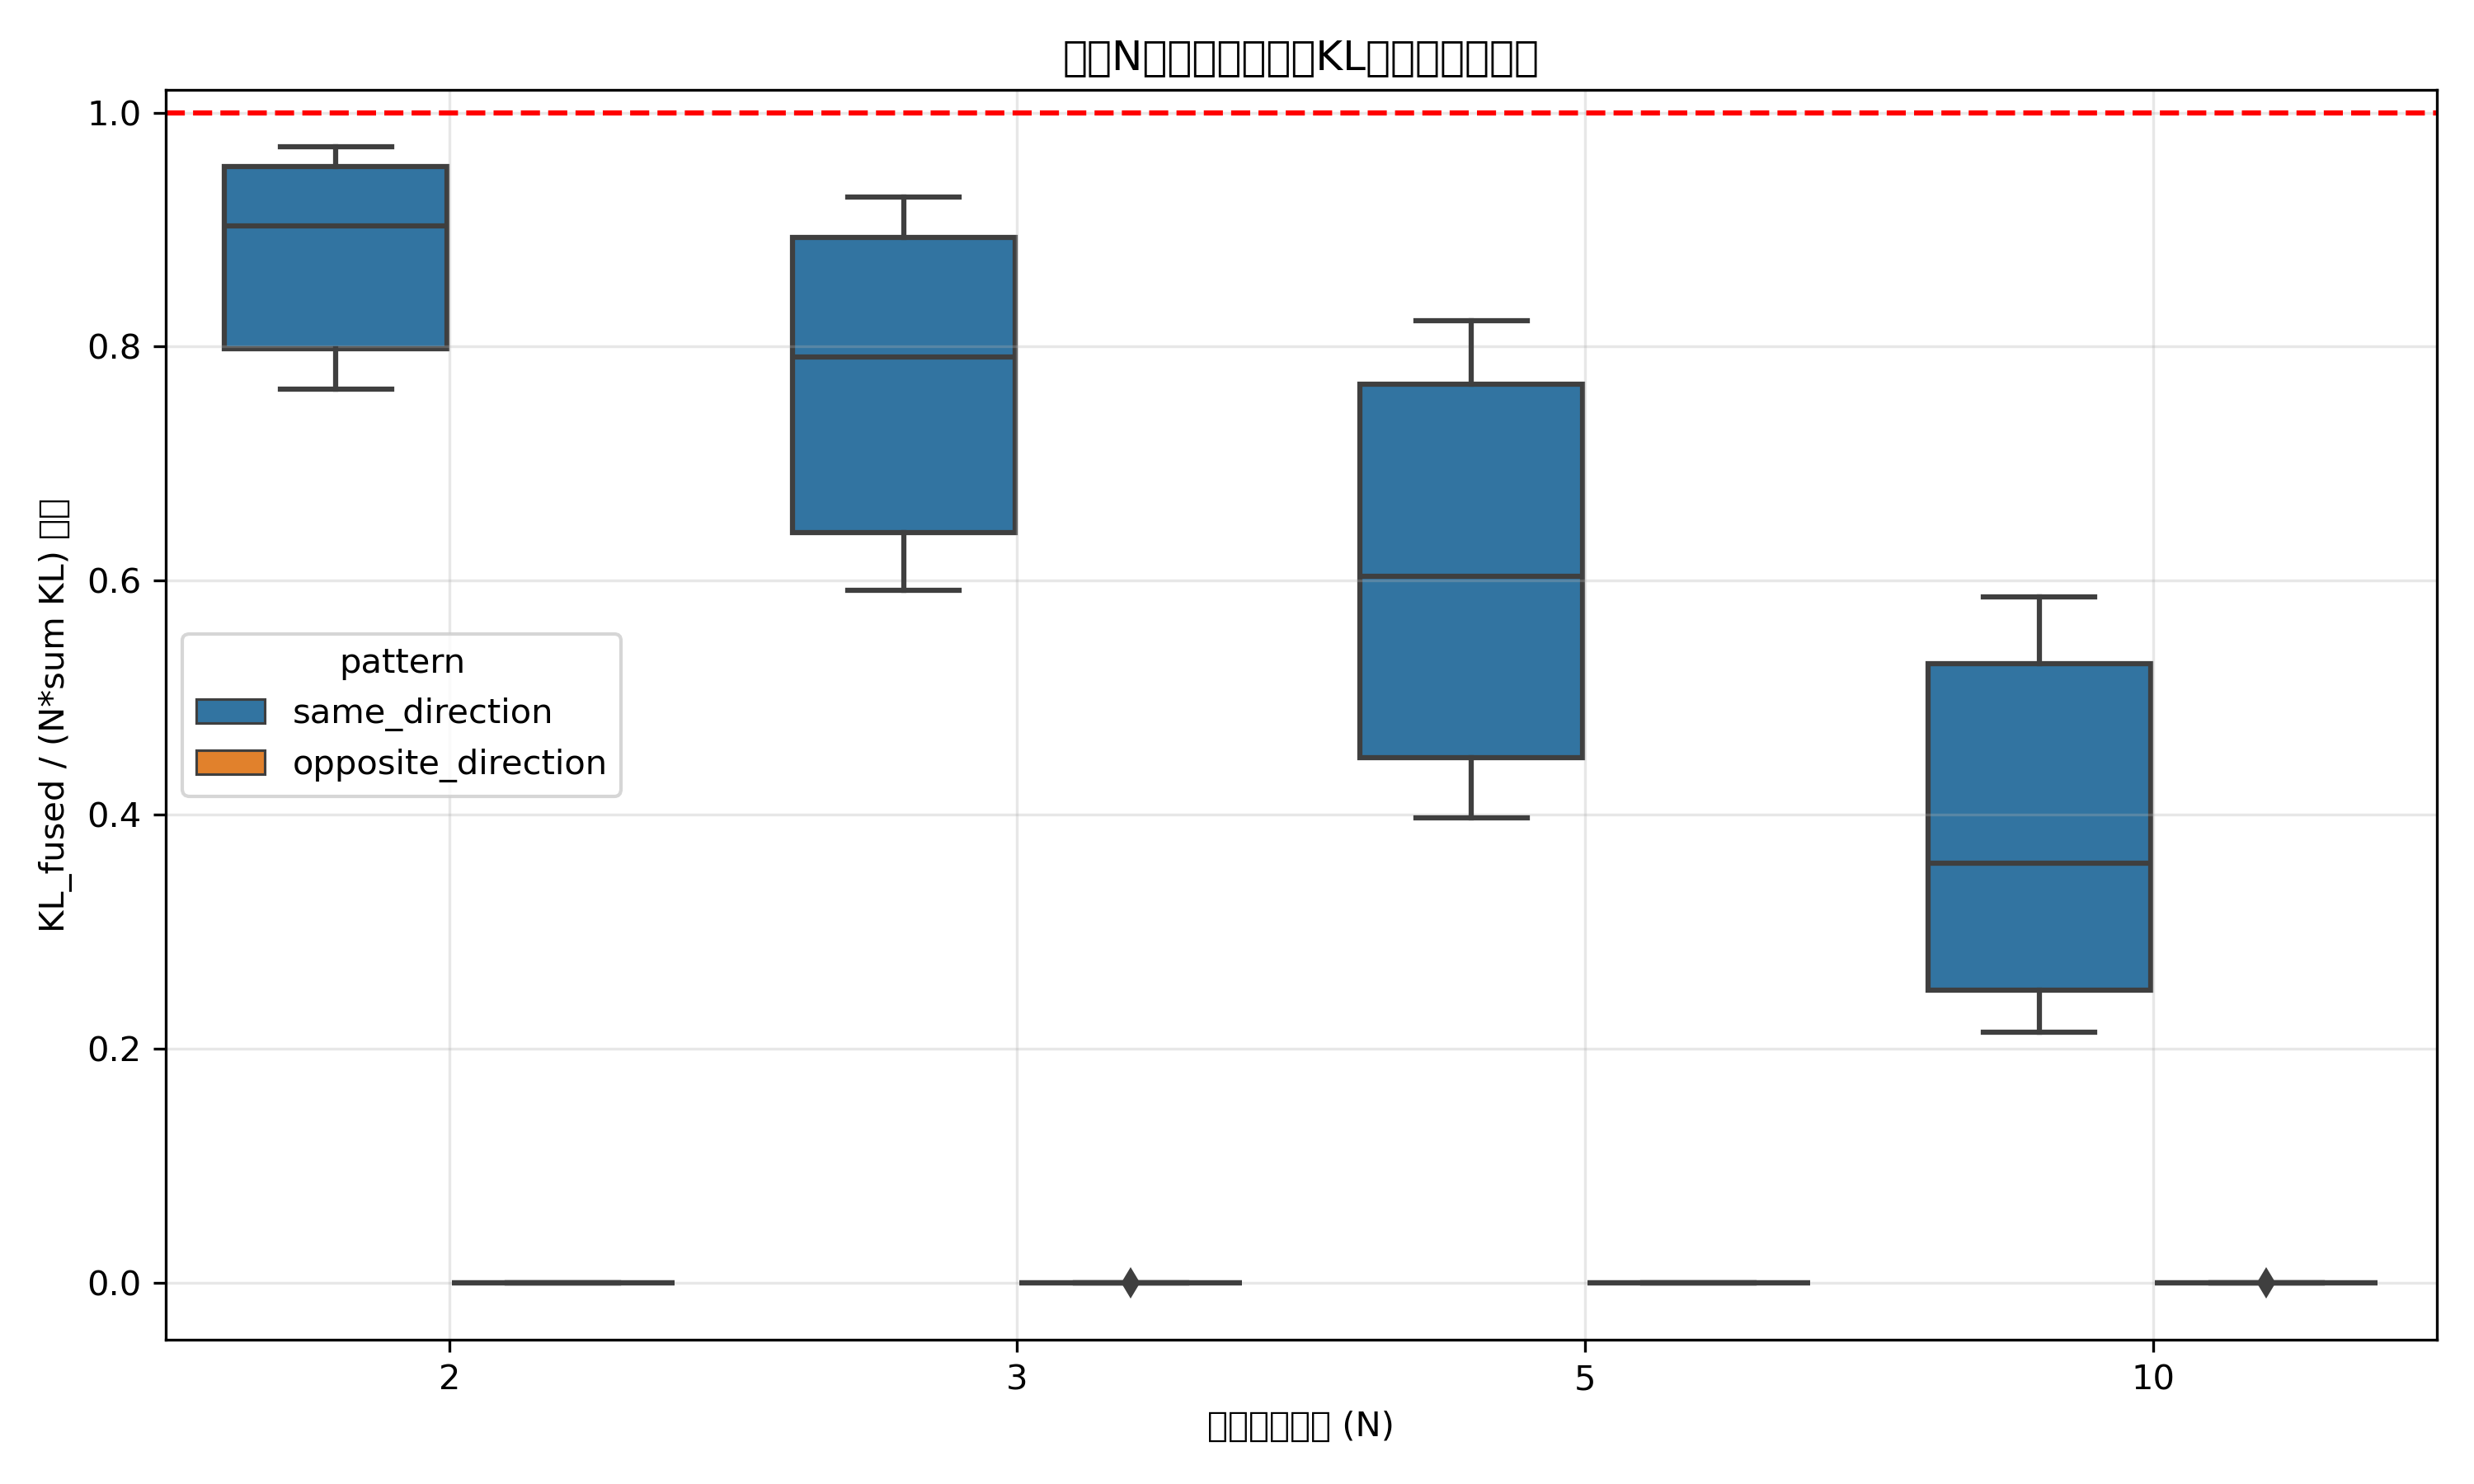 N KL
1.0
0.8
0.6
0.4
0.2
0.0
KL_fused / (N*sum KL)
pattern
same_direction
opposite_direction
2
3
5
10
(N)